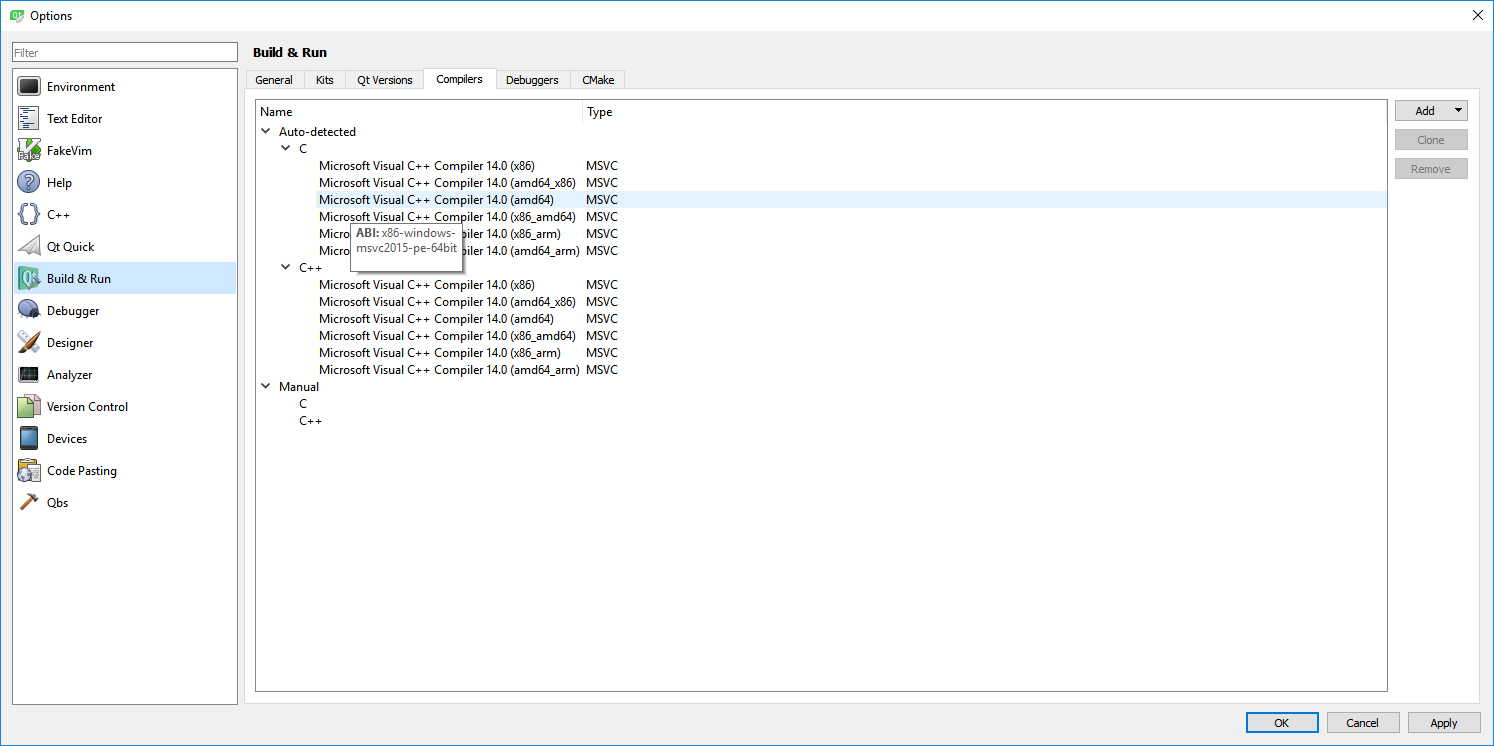 Options
Filter
Environment
Text Editor
FakeVim
Help
C++
Qt Quick
Build & Run
Debugger
Designer
Analyzer
Version Control
Devices
Code Pasting
Qbs
Build & Run
General Kits Qt Versions Compilers Debuggers CMake
Name Type
Auto-detected
C
Microsoft Visual C++ Compiler 14.0 (x86) MSVC
Microsoft Visual C++ Compiler 14.0 (amd64_x86) MSVC
Microsoft Visual C++ Compiler 14.0 (amd64) MSVC
Microsoft Visual C++ Compiler 14.0 (x86_amd64) MSVC
14.0 (x86_arm) MSVC
14.0 (amd64_arm) MSVC
ABI: x86-windows-
msvc2015-pe-64bit
C++
Microsoft Visual C++ Compiler 14.0 (x86) MSVC
Microsoft Visual C++ Compiler 14.0 (amd64_x86) MSVC
Microsoft Visual C++ Compiler 14.0 (amd64) MSVC
Microsoft Visual C++ Compiler 14.0 (x86_amd64) MSVC
Microsoft Visual C++ Compiler 14.0 (x86_arm) MSVC
Microsoft Visual C++ Compiler 14.0 (amd64_arm) MSVC
Manual
C
C++
Add
Clone
Remove
OK Cancel Apply